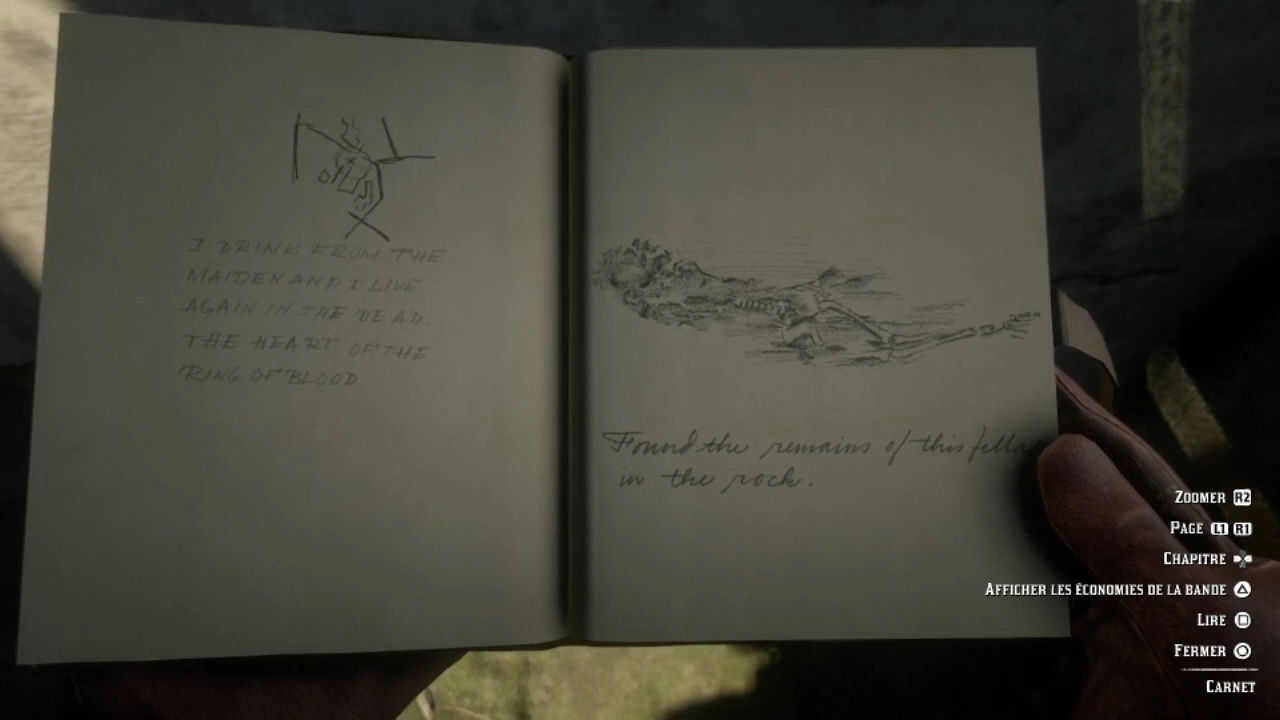 I DRINK FROM THE
MAIDEN AND I LIVE
AGAIN IN THE DEAD.
THE HEART OF THE
RING OF BLOOD
Found the remains of this fella
in the rock.
ZOOMER R2
PAGE L1 R1
CHAPITRE
AFFICHER LES ÉCONOMIES DE LA BANDE
LIRE
FERMER
CARNET